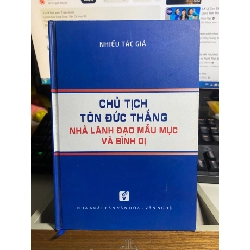 NHIỀU TÁC GIẢ
CHỦ TỊCH
TÔN ĐỨC THẮNG
NHÀ LÃNH ĐẠO MẪU MỰC
VÀ BÌNH DỊ